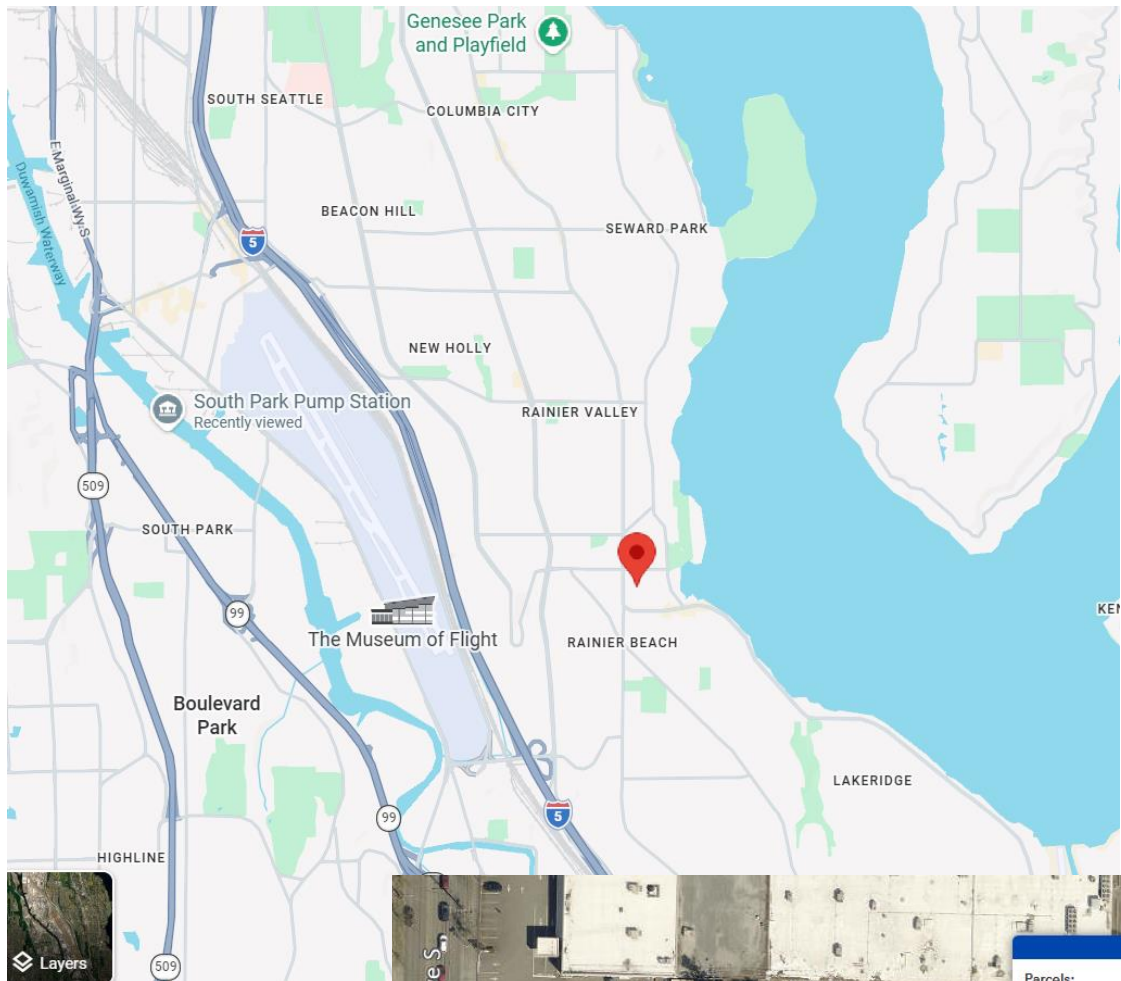 Genesee Park
and Playfield
SOUTH SEATTLE
COLUMBIA CITY
E Marginal Wy S
Duwamish Waterway
BEACON HILL
SEWARD PARK
5
NEW HOLLY
South Park Pump Station
Recently viewed
RAINIER VALLEY
509
SOUTH PARK
99
The Museum of Flight
KEN
RAINIER BEACH
Boulevard
Park
LAKERIDGE
5
99
HIGHLINE
Layers
509
e S
Parcels: